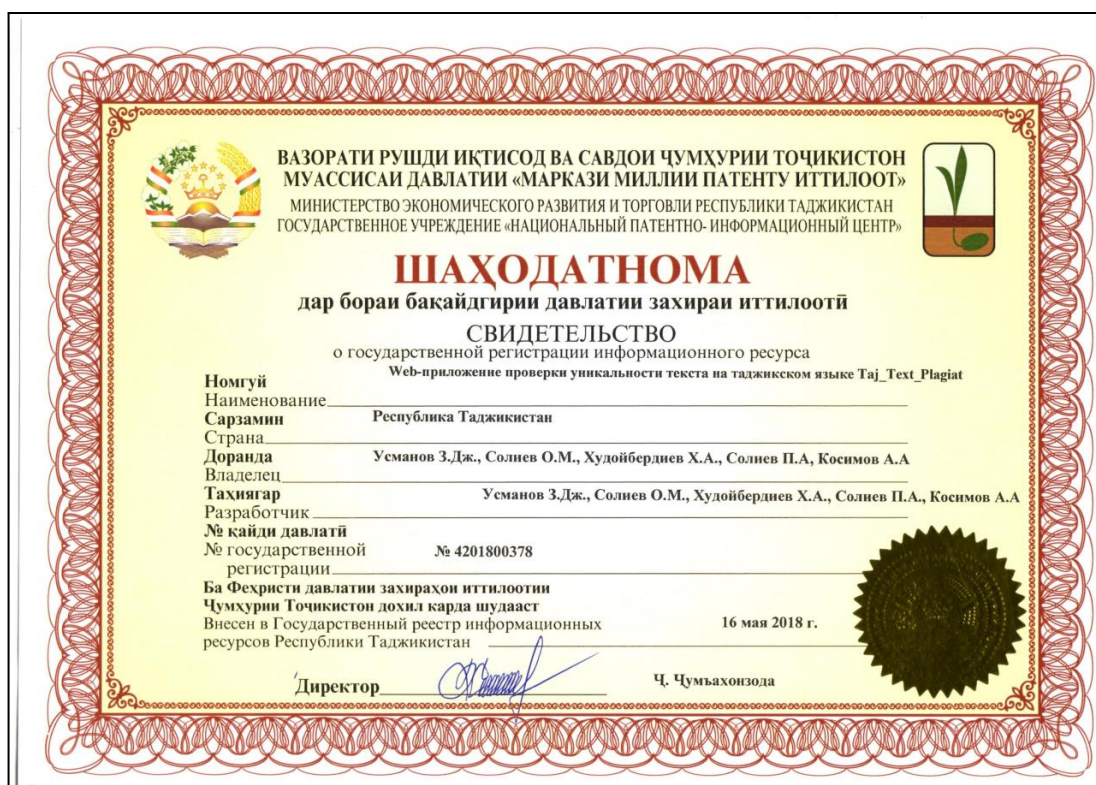 ВАЗОРАТИ РУШДИ ИҚТИСОД ВА САВДОИ ҶУМҲУРИИ ТОҶИКИСТОН
МУАССИСАИ ДАВЛАТИИ «МАРКАЗИ МИЛЛИИ ПАТЕНТУ ИТТИЛООТ»
МИНИСТЕРСТВО ЭКОНОМИЧЕСКОГО РАЗВИТИЯ И ТОРГОВЛИ РЕСПУБЛИКИ ТАДЖИКИСТАН
ГОСУДАРСТВЕННОЕ УЧРЕЖДЕНИЕ «НАЦИОНАЛЬНЫЙ ПАТЕНТНО- ИНФОРМАЦИОННЫЙ ЦЕНТР»
ШАҲОДАТНОМА
дар бораи бақайдгирии давлатии захираи иттилоотӣ
СВИДЕТЕЛЬСТВО
о государственной регистрации информационного ресурса
Номгуй Web-приложение проверки уникальности текста на таджикском языке Taj_Text_Plagiat
Наименование
Сарзамин Республика Таджикистан
Страна
Доранда Усманов З.Дж., Солиев О.М., Худойбердиев Х.А., Солиев П.А, Косимов А.А
Владелец
Таҳиягар Усманов З.Дж., Солиев О.М., Худойбердиев Х.А., Солиев П.А., Косимов А.А
Разработчик
№ қайди давлатӣ
№ государственной № 4201800378
регистрации
Ба Феҳристи давлатии захираҳои иттилоотии
Ҷумҳурии Тоҷикистон дохил карда шудааст
Внесен в Государственный реестр информационных 16 мая 2018 г.
ресурсов Республики Таджикистан
Директор Ҷ. Ҷумъахонзода